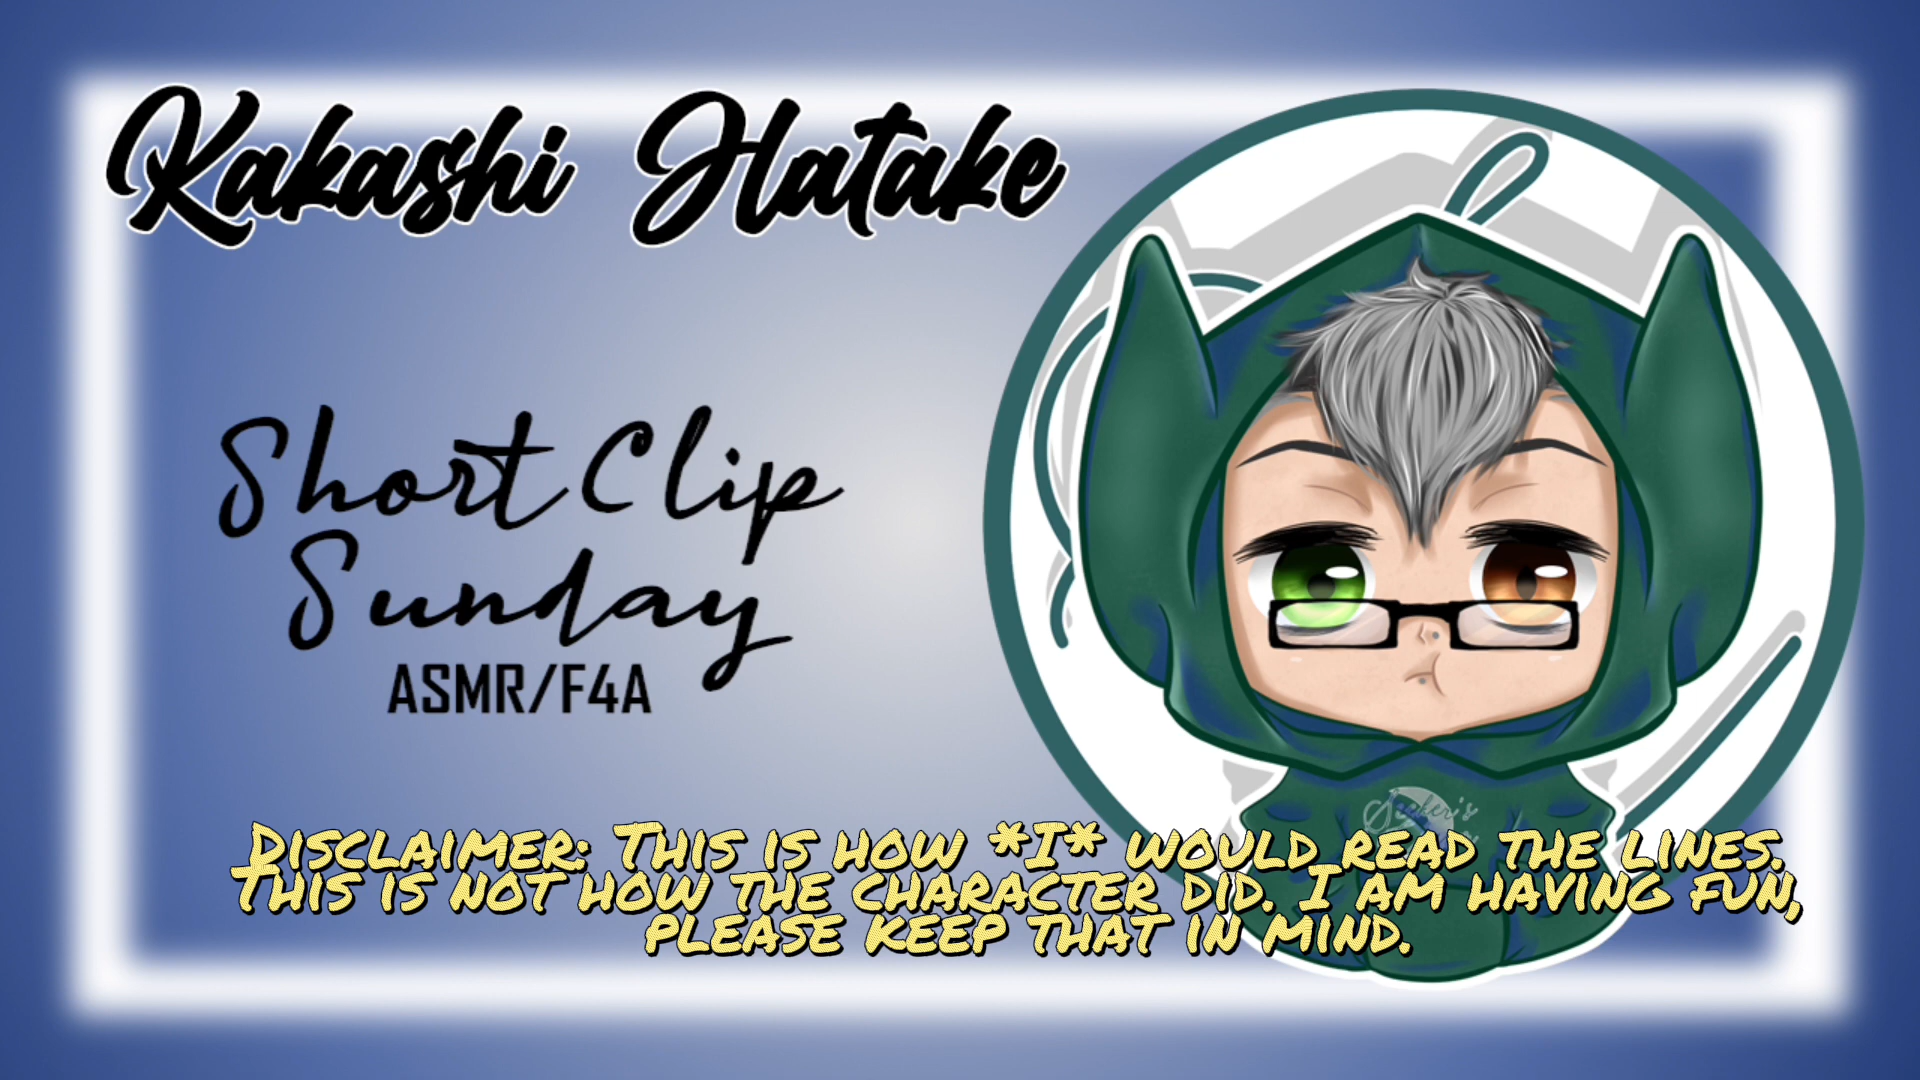 Kakashi Hatake
Short Clip
Sunday
ASMR/F4A
Seeker's
Disclaimer: This is how *I* would read the lines.
This is not how the character did. I am having fun,
please keep that in mind.